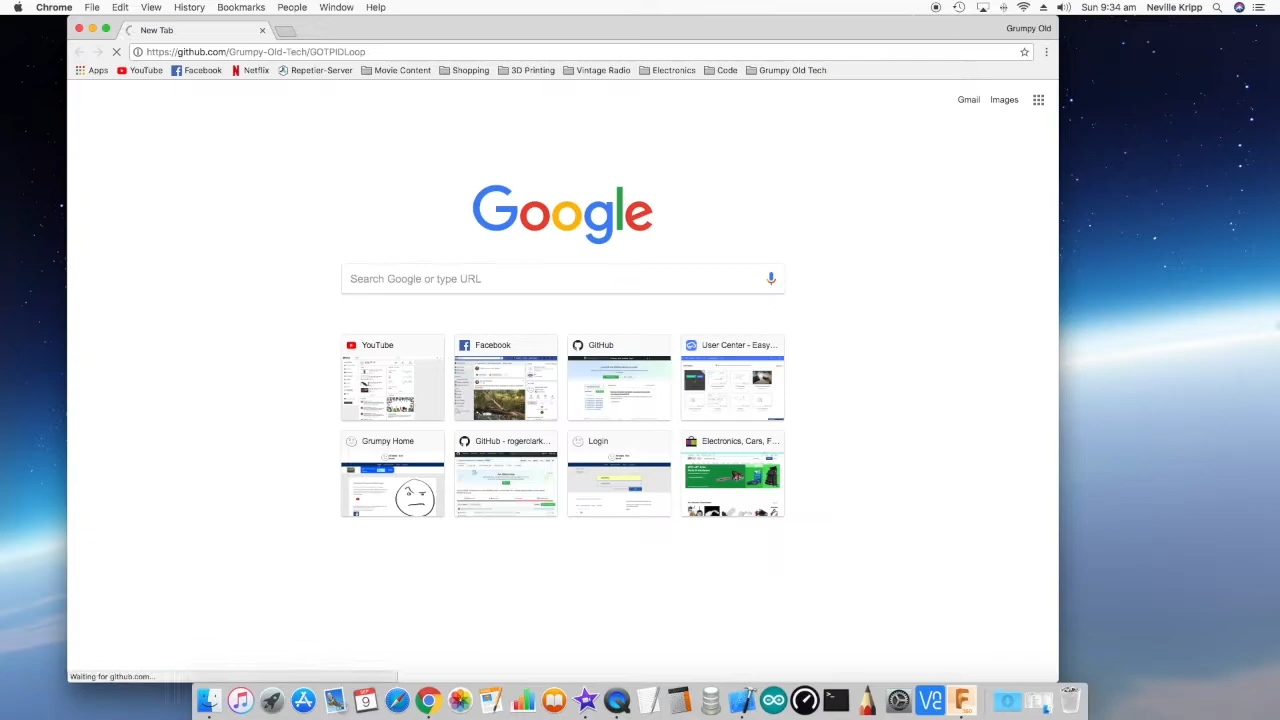 Chrome File Edit View History Bookmarks People Window Help Sun 9:34 am Neville Kripp
New Tab Grumpy Old
https://github.com/Grumpy-Old-Tech/GOTPIDLoop
Apps YouTube Facebook Netflix Repetier-Server Movie Content Shopping 3D Printing Vintage Radio Electronics Code Grumpy Old Tech
Gmail Images
Google
Search Google or type URL
YouTube Facebook GitHub User Center - Easy...
Grumpy Home GitHub - rogerclark... Login Electronics, Cars, F...
Waiting for github.com...